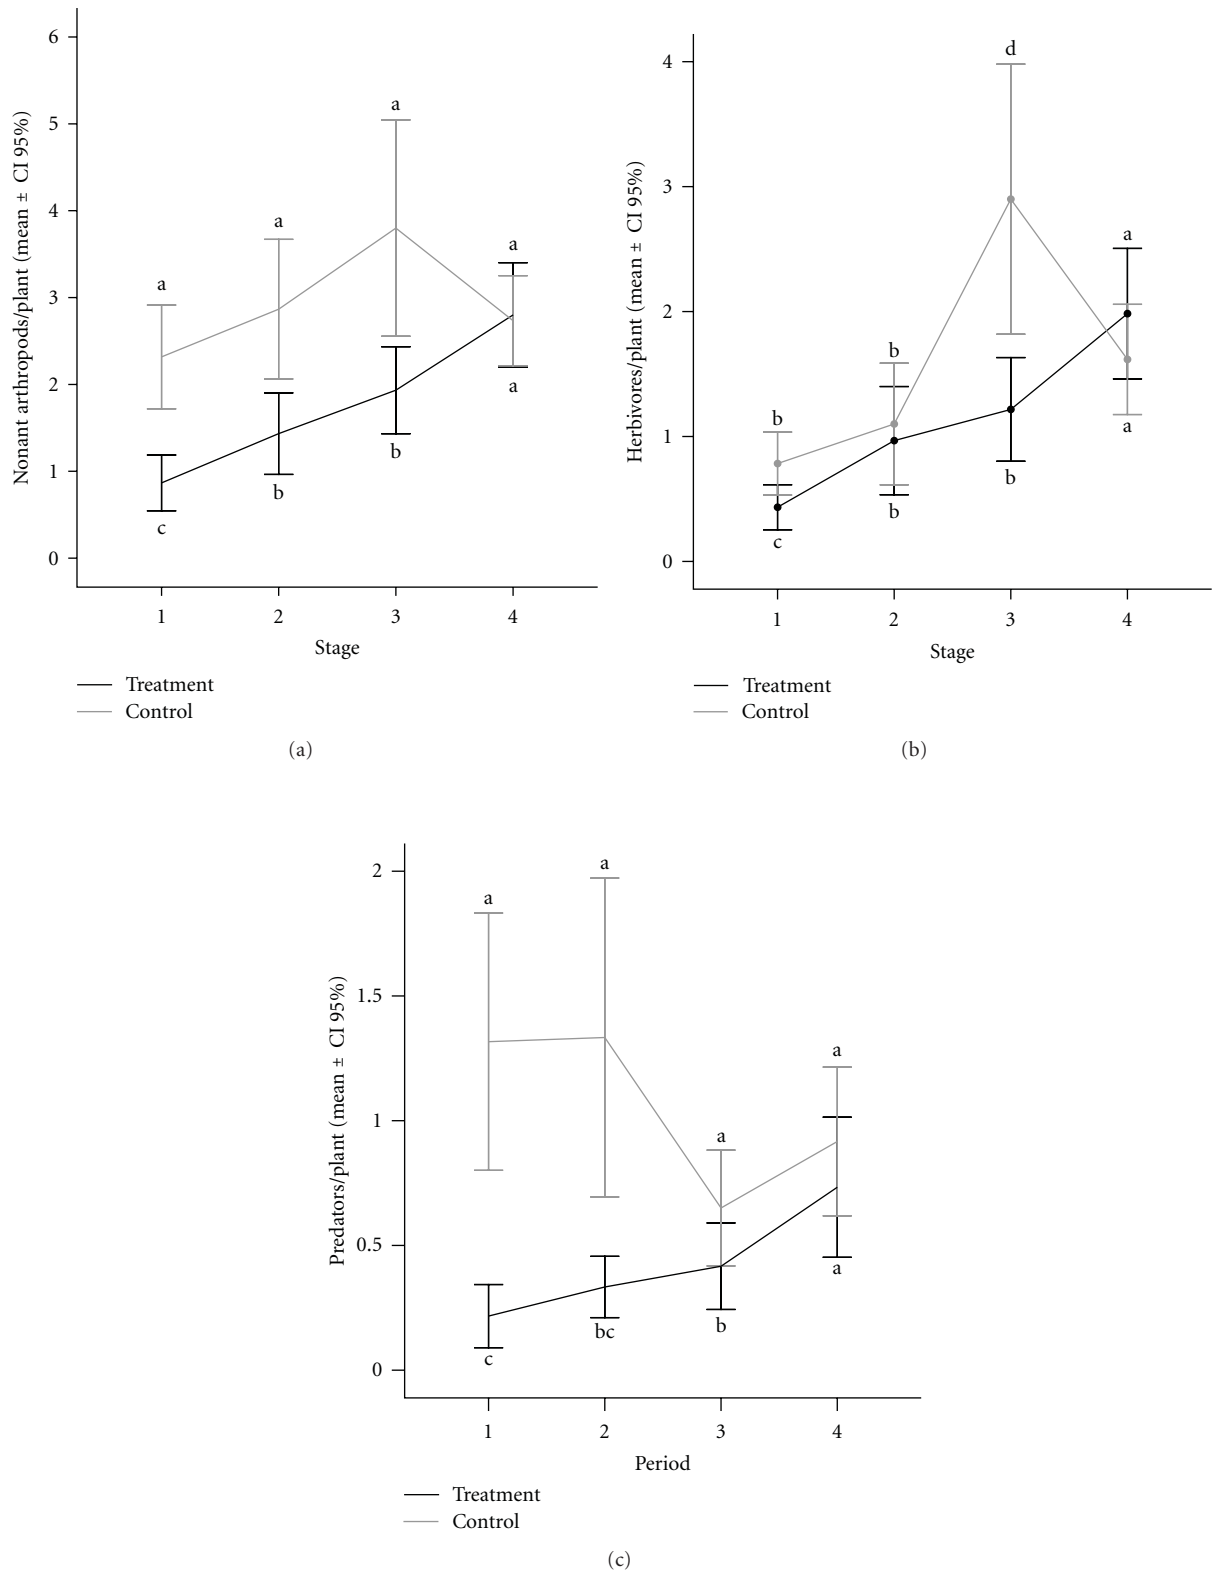 6
5
4
3
2
1
0
Nonant arthropods/plant (mean ± CI 95%)
a
a
a
a
c
b
b
a
1 2 3 4
Stage
Treatment
Control
(a)
4
3
2
1
0
Herbivores/plant (mean ± CI 95%)
b
b
d
a
c
b
b
a
1 2 3 4
Stage
Treatment
Control
(b)
2
1.5
1
0.5
0
Predators/plant (mean ± CI 95%)
a
a
a
a
c
bc
b
a
1 2 3 4
Period
Treatment
Control
(c)